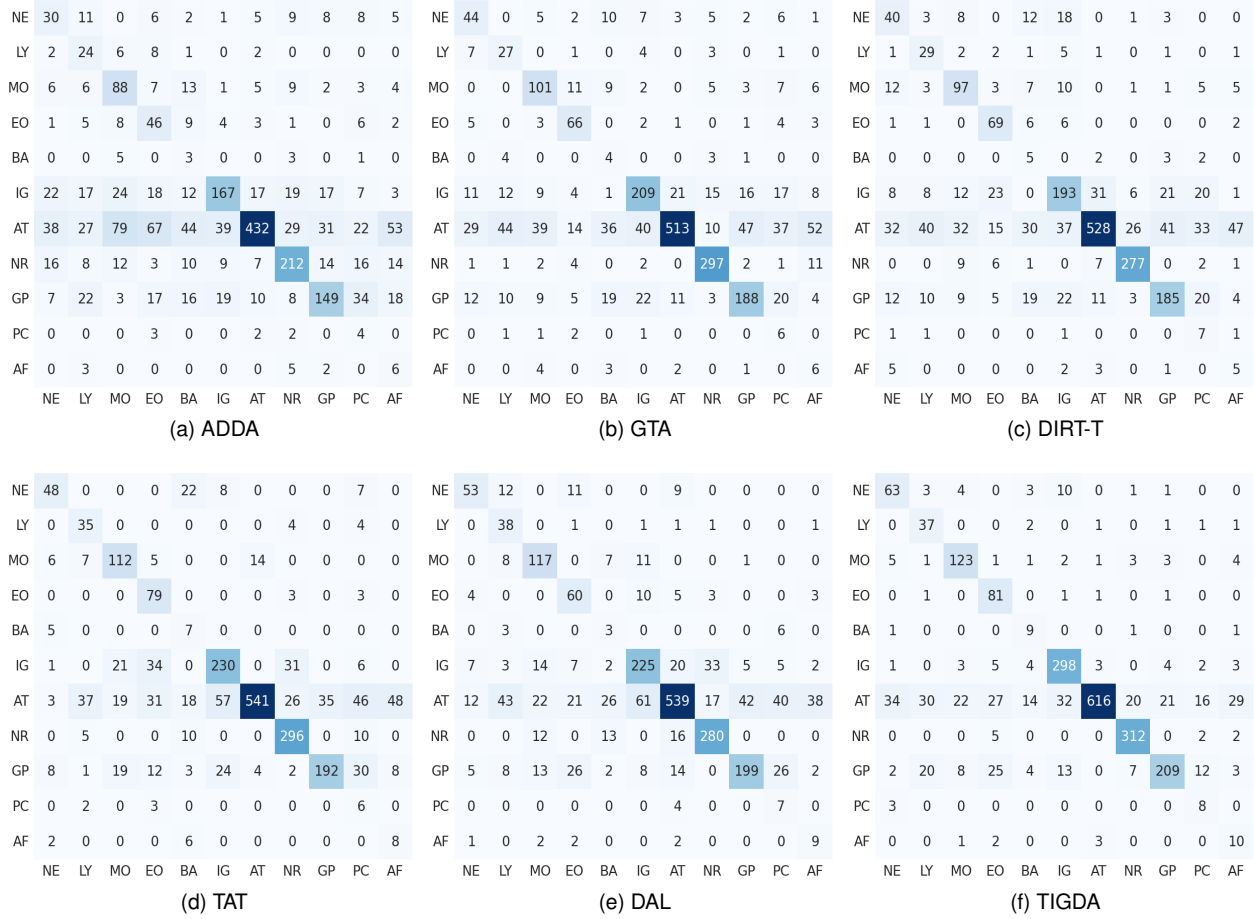 NE 30 11 0 6 2 1 5 9 8 8 5
LY 2 24 6 8 1 0 2 0 0 0 0
MO 6 6 88 7 13 1 5 9 2 3 4
EO 1 5 8 46 9 4 3 1 0 6 2
BA 0 0 5 0 3 0 0 3 0 1 0
IG 22 17 24 18 12 167 17 19 17 7 3
AT 38 27 79 67 44 39 432 29 31 22 53
NR 16 8 12 3 10 9 7 212 14 16 14
GP 7 22 3 17 16 19 10 8 149 34 18
PC 0 0 0 3 0 0 2 2 0 4 0
AF 0 3 0 0 0 0 0 5 2 0 6
NE LY MO EO BA IG AT NR GP PC AF
(a) ADDA
NE 44 0 5 2 10 7 3 5 2 6 1
LY 7 27 0 1 0 4 0 3 0 1 0
MO 0 0 101 11 9 2 0 5 3 7 6
EO 5 0 3 66 0 2 1 0 1 4 3
BA 0 4 0 0 4 0 0 3 1 0 0
IG 11 12 9 4 1 209 21 15 16 17 8
AT 29 44 39 14 36 40 513 10 47 37 52
NR 1 1 2 4 0 2 0 297 2 1 11
GP 12 10 9 5 19 22 11 3 188 20 4
PC 0 1 1 2 0 1 0 0 0 6 0
AF 0 0 4 0 3 0 2 0 1 0 6
NE LY MO EO BA IG AT NR GP PC AF
(b) GTA
NE 40 3 8 0 12 18 0 1 3 0 0
LY 1 29 2 2 1 5 1 0 1 0 1
MO 12 3 97 3 7 10 0 1 1 5 5
EO 1 1 0 69 6 6 0 0 0 0 2
BA 0 0 0 0 5 0 2 0 3 2 0
IG 8 8 12 23 0 193 31 6 21 20 1
AT 32 40 32 15 30 37 528 26 41 33 47
NR 0 0 9 6 1 0 7 277 0 2 1
GP 12 10 9 5 19 22 11 3 185 20 4
PC 1 1 0 0 0 1 0 0 0 7 1
AF 5 0 0 0 0 2 3 0 1 0 5
NE LY MO EO BA IG AT NR GP PC AF
(c) DIRT-T
NE 48 0 0 0 22 8 0 0 0 7 0
LY 0 35 0 0 0 0 0 4 0 4 0
MO 6 7 112 5 0 0 14 0 0 0 0
EO 0 0 0 79 0 0 0 3 0 3 0
BA 5 0 0 0 7 0 0 0 0 0 0
IG 1 0 21 34 0 230 0 31 0 6 0
AT 3 37 19 31 18 57 541 26 35 46 48
NR 0 5 0 0 10 0 0 296 0 10 0
GP 8 1 19 12 3 24 4 2 192 30 8
PC 0 2 0 3 0 0 0 0 0 6 0
AF 2 0 0 0 6 0 0 0 0 0 8
NE LY MO EO BA IG AT NR GP PC AF
(d) TAT
NE 53 12 0 11 0 0 9 0 0 0 0
LY 0 38 0 1 0 1 1 1 0 0 1
MO 0 8 117 0 7 11 0 0 1 0 0
EO 4 0 0 60 0 10 5 3 0 0 3
BA 0 3 0 0 3 0 0 0 0 6 0
IG 7 3 14 7 2 225 20 33 5 5 2
AT 12 43 22 21 26 61 539 17 42 40 38
NR 0 0 12 0 13 0 16 280 0 0 0
GP 5 8 13 26 2 8 14 0 199 26 2
PC 0 0 0 0 0 0 4 0 0 7 0
AF 1 0 2 2 0 0 2 0 0 0 9
NE LY MO EO BA IG AT NR GP PC AF
(e) DAL
NE 63 3 4 0 3 10 0 1 1 0 0
LY 0 37 0 0 2 0 1 0 1 1 1
MO 5 1 123 1 1 2 1 3 3 0 4
EO 0 1 0 81 0 1 1 0 1 0 0
BA 1 0 0 0 9 0 0 1 0 0 1
IG 1 0 3 5 4 298 3 0 4 2 3
AT 34 30 22 27 14 32 616 20 21 16 29
NR 0 0 0 5 0 0 0 312 0 2 2
GP 2 20 8 25 4 13 0 7 209 12 3
PC 3 0 0 0 0 0 0 0 0 8 0
AF 0 0 1 2 0 0 3 0 0 0 10
NE LY MO EO BA IG AT NR GP PC AF
(f) TIGDA